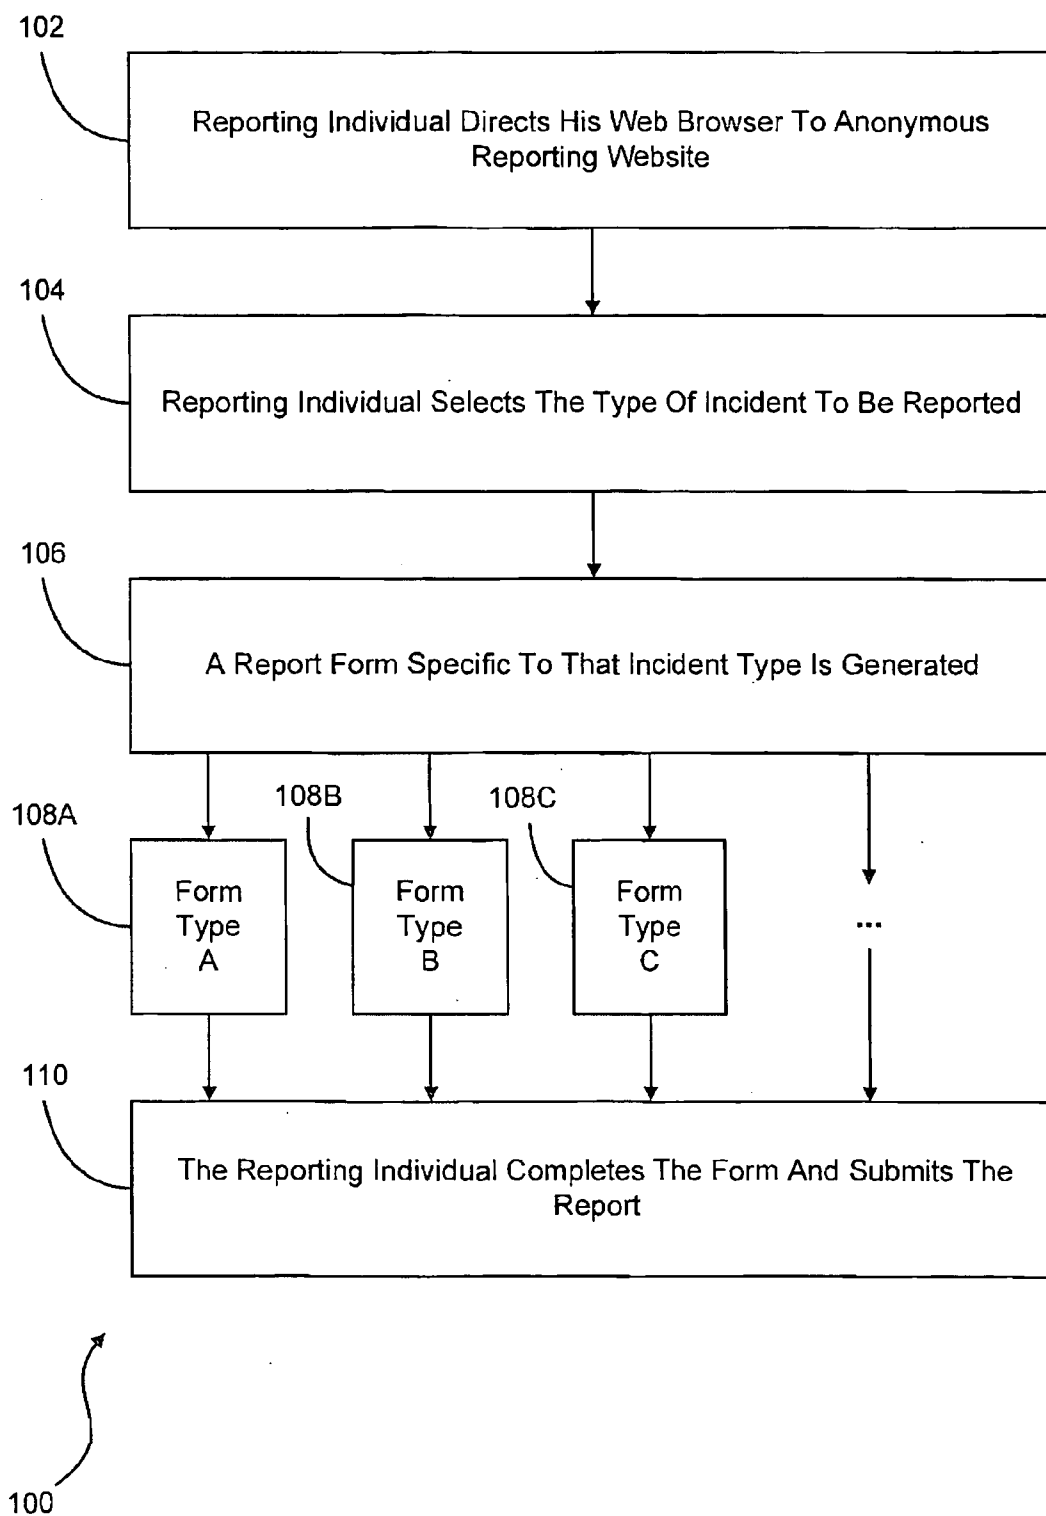 102
Reporting Individual Directs His Web Browser To Anonymous
Reporting Website
104
Reporting Individual Selects The Type Of Incident To Be Reported
106
A Report Form Specific To That Incident Type Is Generated
108A
108B
108C
Form
Type
A
Form
Type
B
Form
Type
C
...
110
The Reporting Individual Completes The Form And Submits The
Report
100